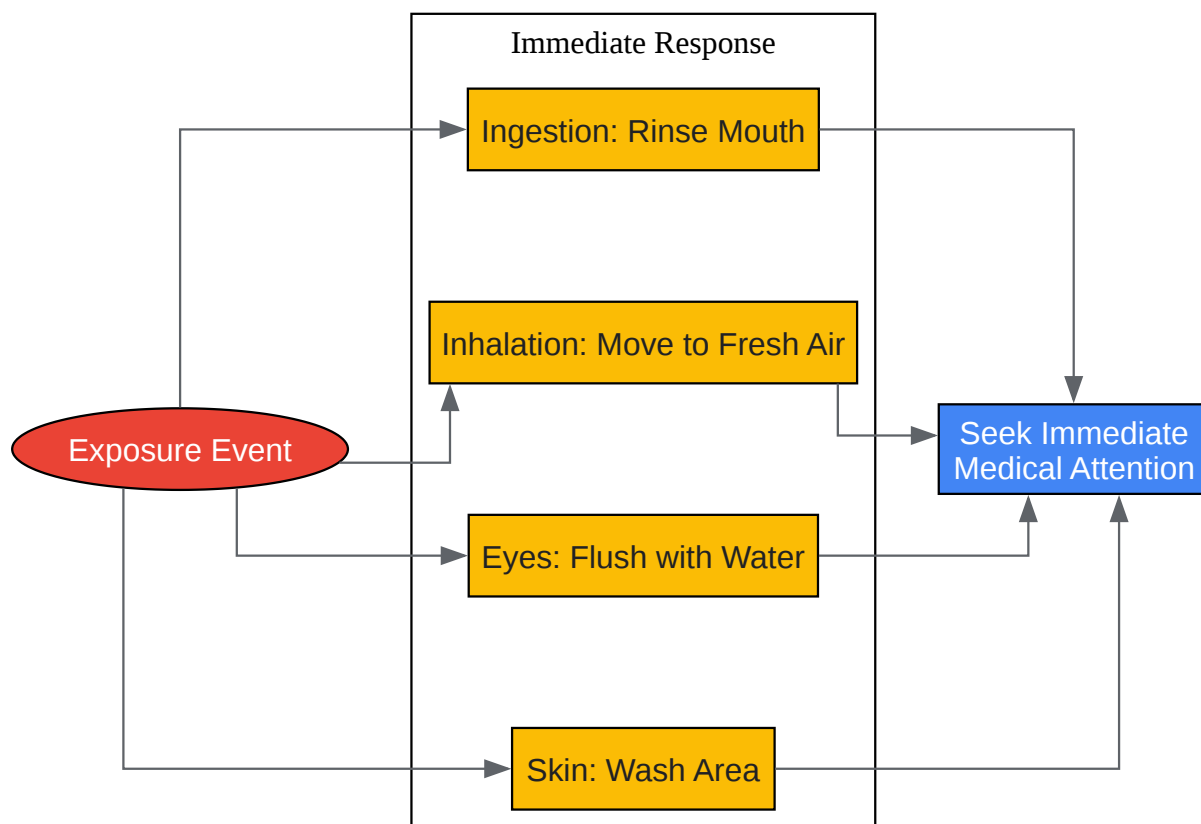 Immediate Response
Ingestion: Rinse Mouth
Inhalation: Move to Fresh Air
Exposure Event
Seek Immediate
Medical Attention
Eyes: Flush with Water
Skin: Wash Area